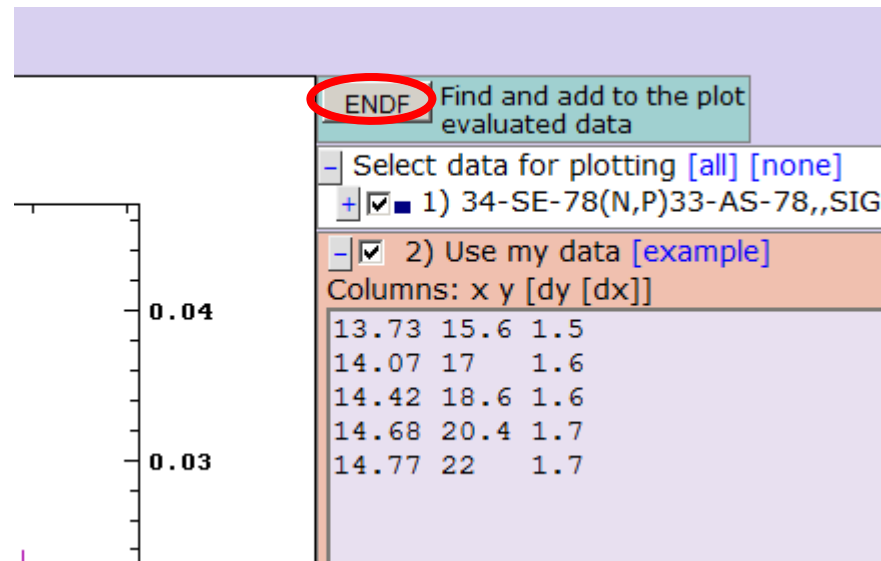 ENDF
Find and add to the plot
evaluated data
- Select data for plotting [all] [none]
+ 1) 34-SE-78(N,P)33-AS-78,,SIG
- 2) Use my data [example]
Columns: x y [dy [dx]]
0.04
13.73 15.6 1.5
14.07 17 1.6
14.42 18.6 1.6
14.68 20.4 1.7
0.03
14.77 22 1.7